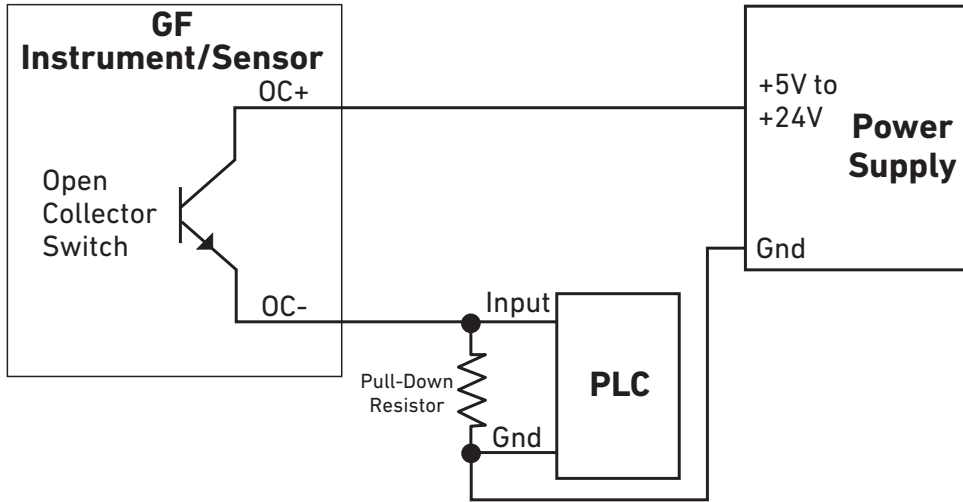 GF
Instrument/Sensor
OC+
Open
Collector
Switch
OC-
+5V to
+24V
Power
Supply
Gnd
Input
Pull-Down
Resistor
PLC
Gnd